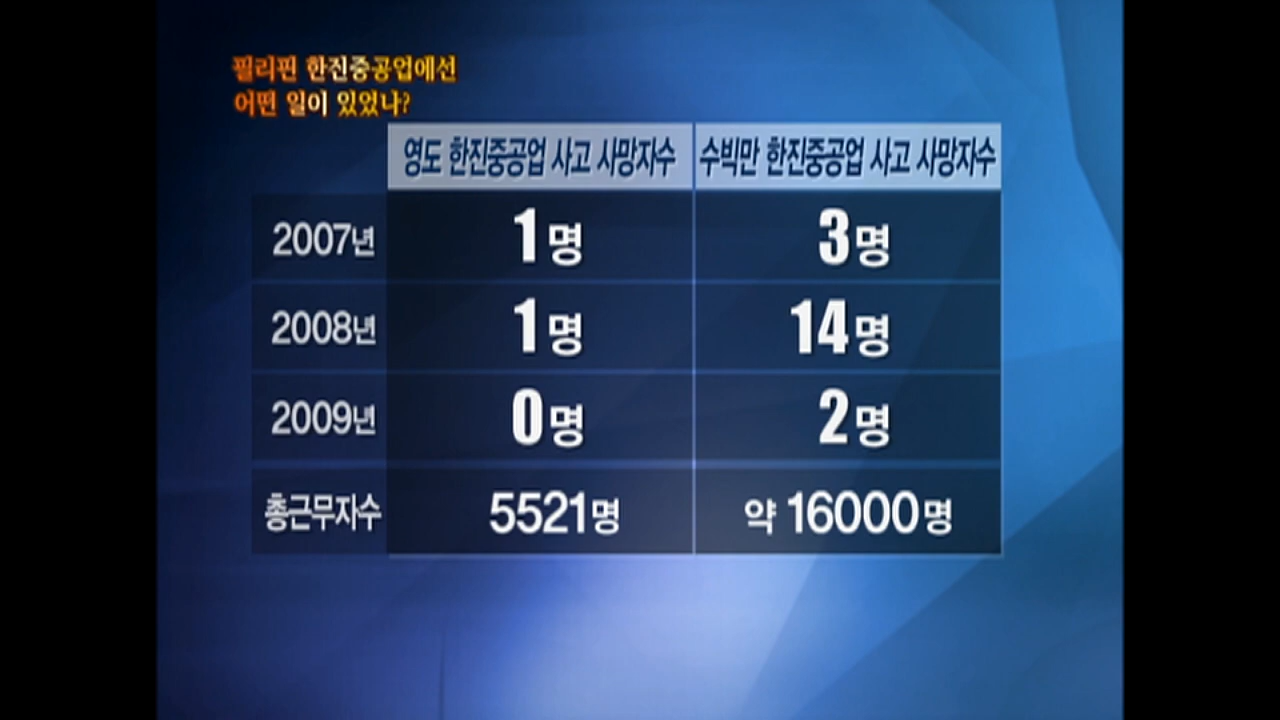 필리핀 한진중공업에선
어떤 일이 있었나?
영도 한진중공업 사고 사망자수 수빅만 한진중공업 사고 사망자수
2007년 1명 3명
2008년 1명 14명
2009년 0명 2명
총근무자수 5521명 약 16000명